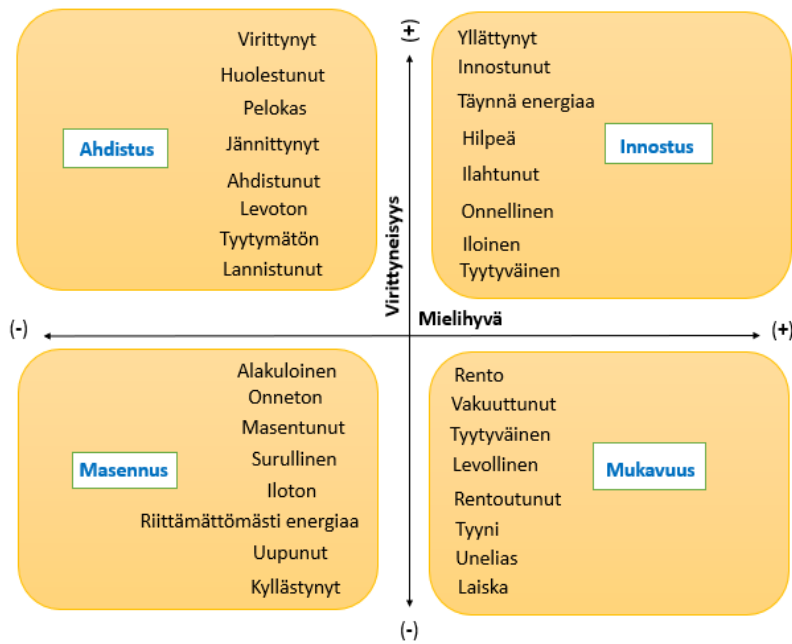 (+)
Virittynyt
Huolestunut
Pelokas
Jännittynyt
Ahdistunut
Levoton
Tyytymätön
Lannistunut
Ahdistus
Yllättynyt
Innostunut
Täynnä energiaa
Hilpeä
Ilahtunut
Onnellinen
Iloinen
Tyytyväinen
Innostus
Virittyneisyys
Mielihyvä
(-)
(+)
Alakuloinen
Onneton
Masentunut
Surullinen
Iloton
Riittämättömästi energiaa
Uupunut
Kyllästynyt
Masennus
Rento
Vakuuttunut
Tyytyväinen
Levollinen
Rentoutunut
Tyyni
Unelias
Laiska
Mukavuus
(-)